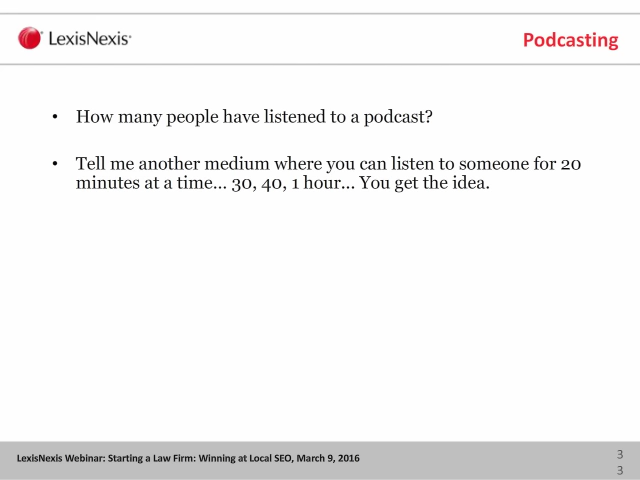 LexisNexis®
Podcasting
• How many people have listened to a podcast?
• Tell me another medium where you can listen to someone for 20
minutes at a time... 30, 40, 1 hour... You get the idea.
LexisNexis Webinar: Starting a Law Firm: Winning at Local SEO, March 9, 2016
3
3